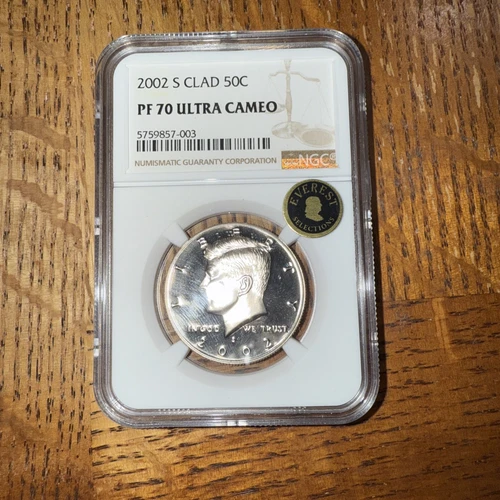 2002 S CLAD 50C
PF 70 ULTRA CAMEO
5759857-003
NUMISMATIC GUARANTY CORPORATION
NGC
EVEREST
SELECTIONS
LIBERTY
IN GOD WE TRUST
S
2002